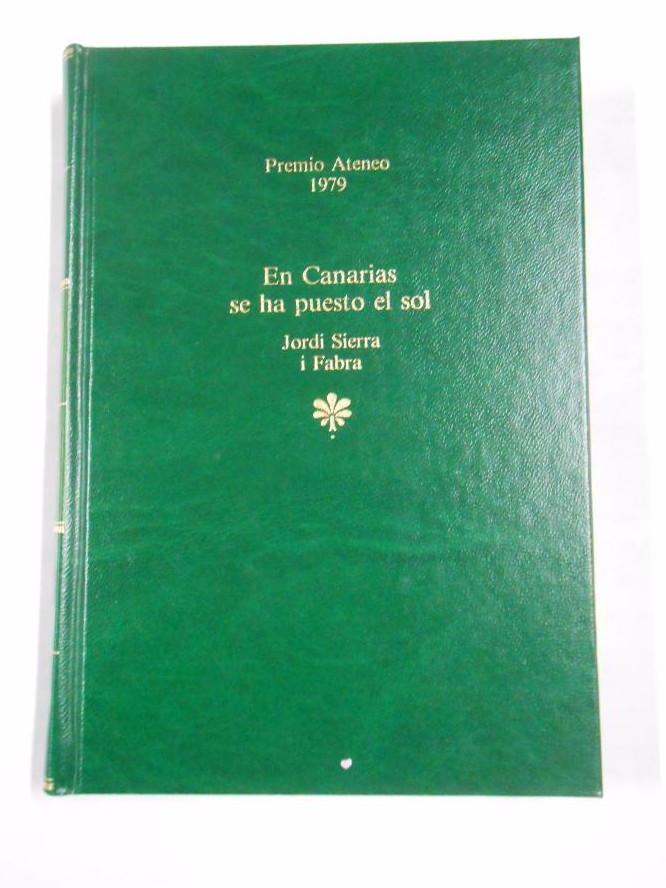 Premio Ateneo
1979
En Canarias
se ha puesto el sol
Jordi Sierra
i Fabra